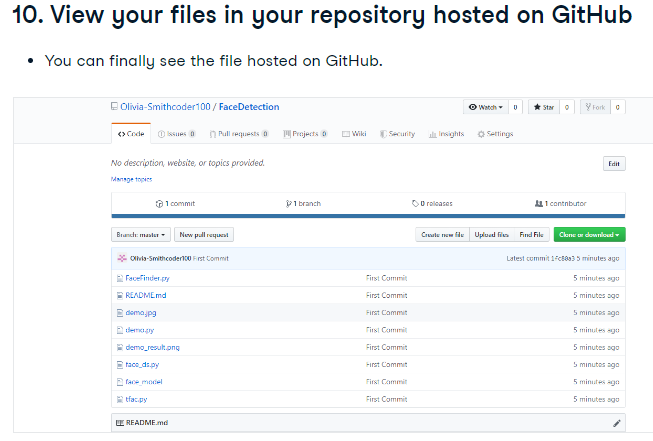 10. View your files in your repository hosted on GitHub
• You can finally see the file hosted on GitHub.
Olivia-Smithcoder100 / FaceDetection
Watch 0 Star 0 Fork 0
Code Issues 0 Pull requests 0 Projects 0 Wiki Security Insights Settings
No description, website, or topics provided.
Edit
Manage topics
1 commit 1 branch 0 releases 1 contributor
Branch: master New pull request Create new file Upload files Find File Clone or download
Olivia-Smithcoder100 First Commit Latest commit 1fc88a3 5 minutes ago
FaceFinder.py First Commit 5 minutes ago
README.md First Commit 5 minutes ago
demo.jpg First Commit 5 minutes ago
demo.py First Commit 5 minutes ago
demo_result.png First Commit 5 minutes ago
face_ds.py First Commit 5 minutes ago
face_model First Commit 5 minutes ago
tfac.py First Commit 5 minutes ago
README.md